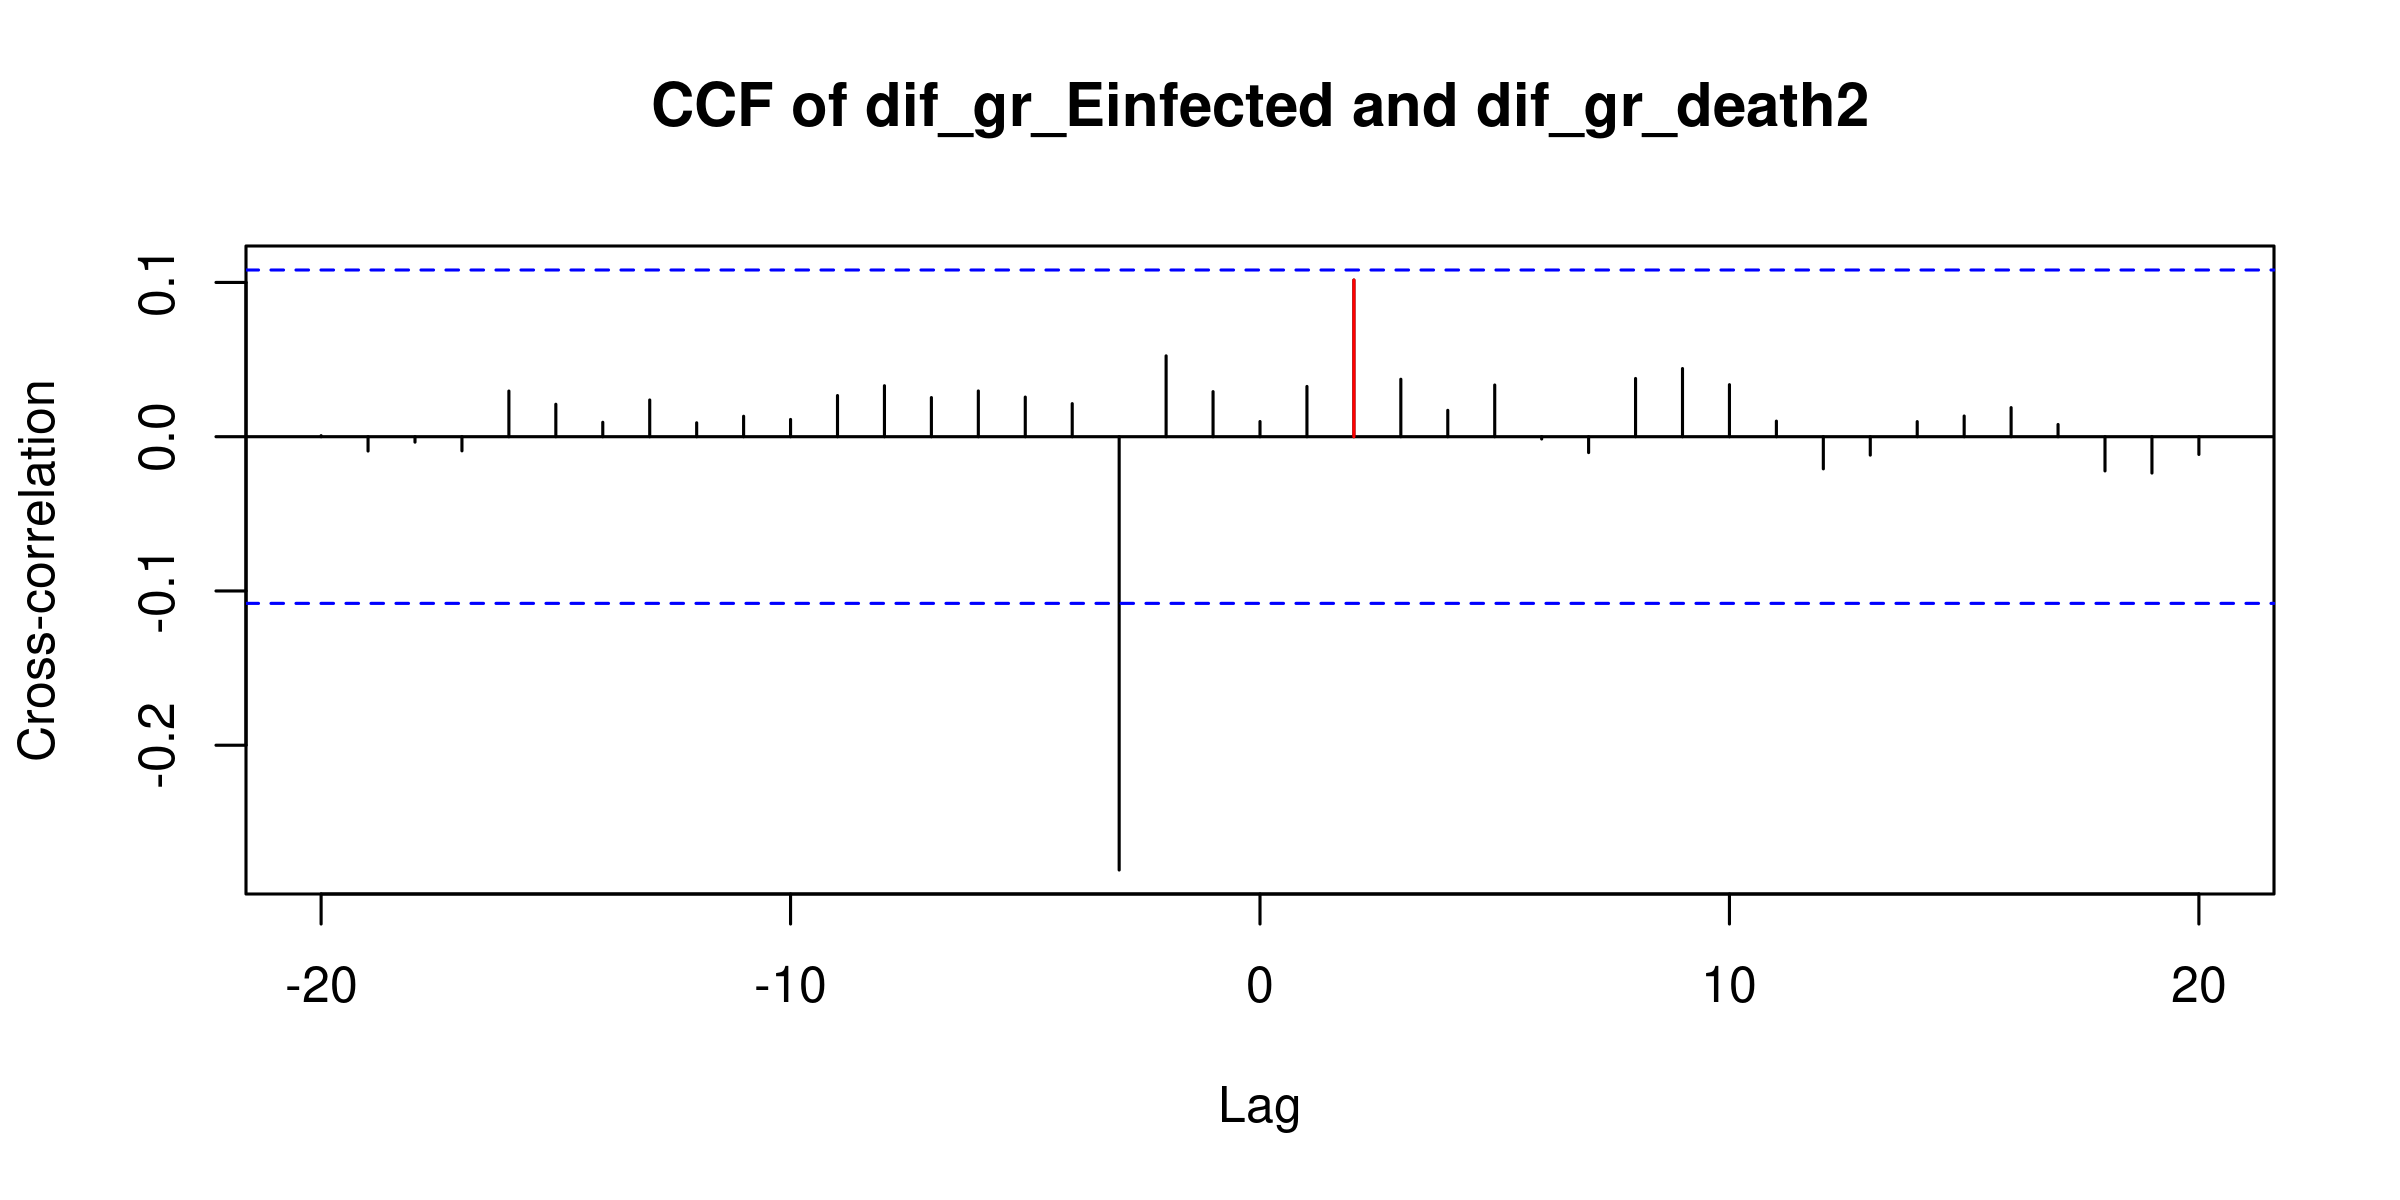 CCF of dif_gr_Einfected and dif_gr_death2
Cross-correlation
0.1
0.0
-0.1
-0.2
-20 -10 0 10 20
Lag